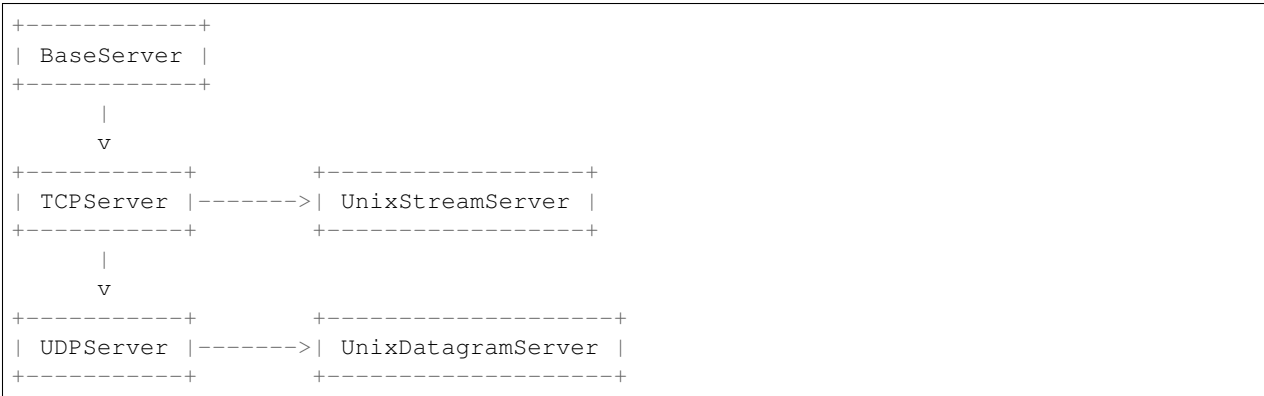 +------------+
| BaseServer |
+------------+
      |
      v
+-----------+        +------------------+
| TCPServer |------->| UnixStreamServer |
+-----------+        +------------------+
      |
      v
+-----------+        +--------------------+
| UDPServer |------->| UnixDatagramServer |
+-----------+        +--------------------+